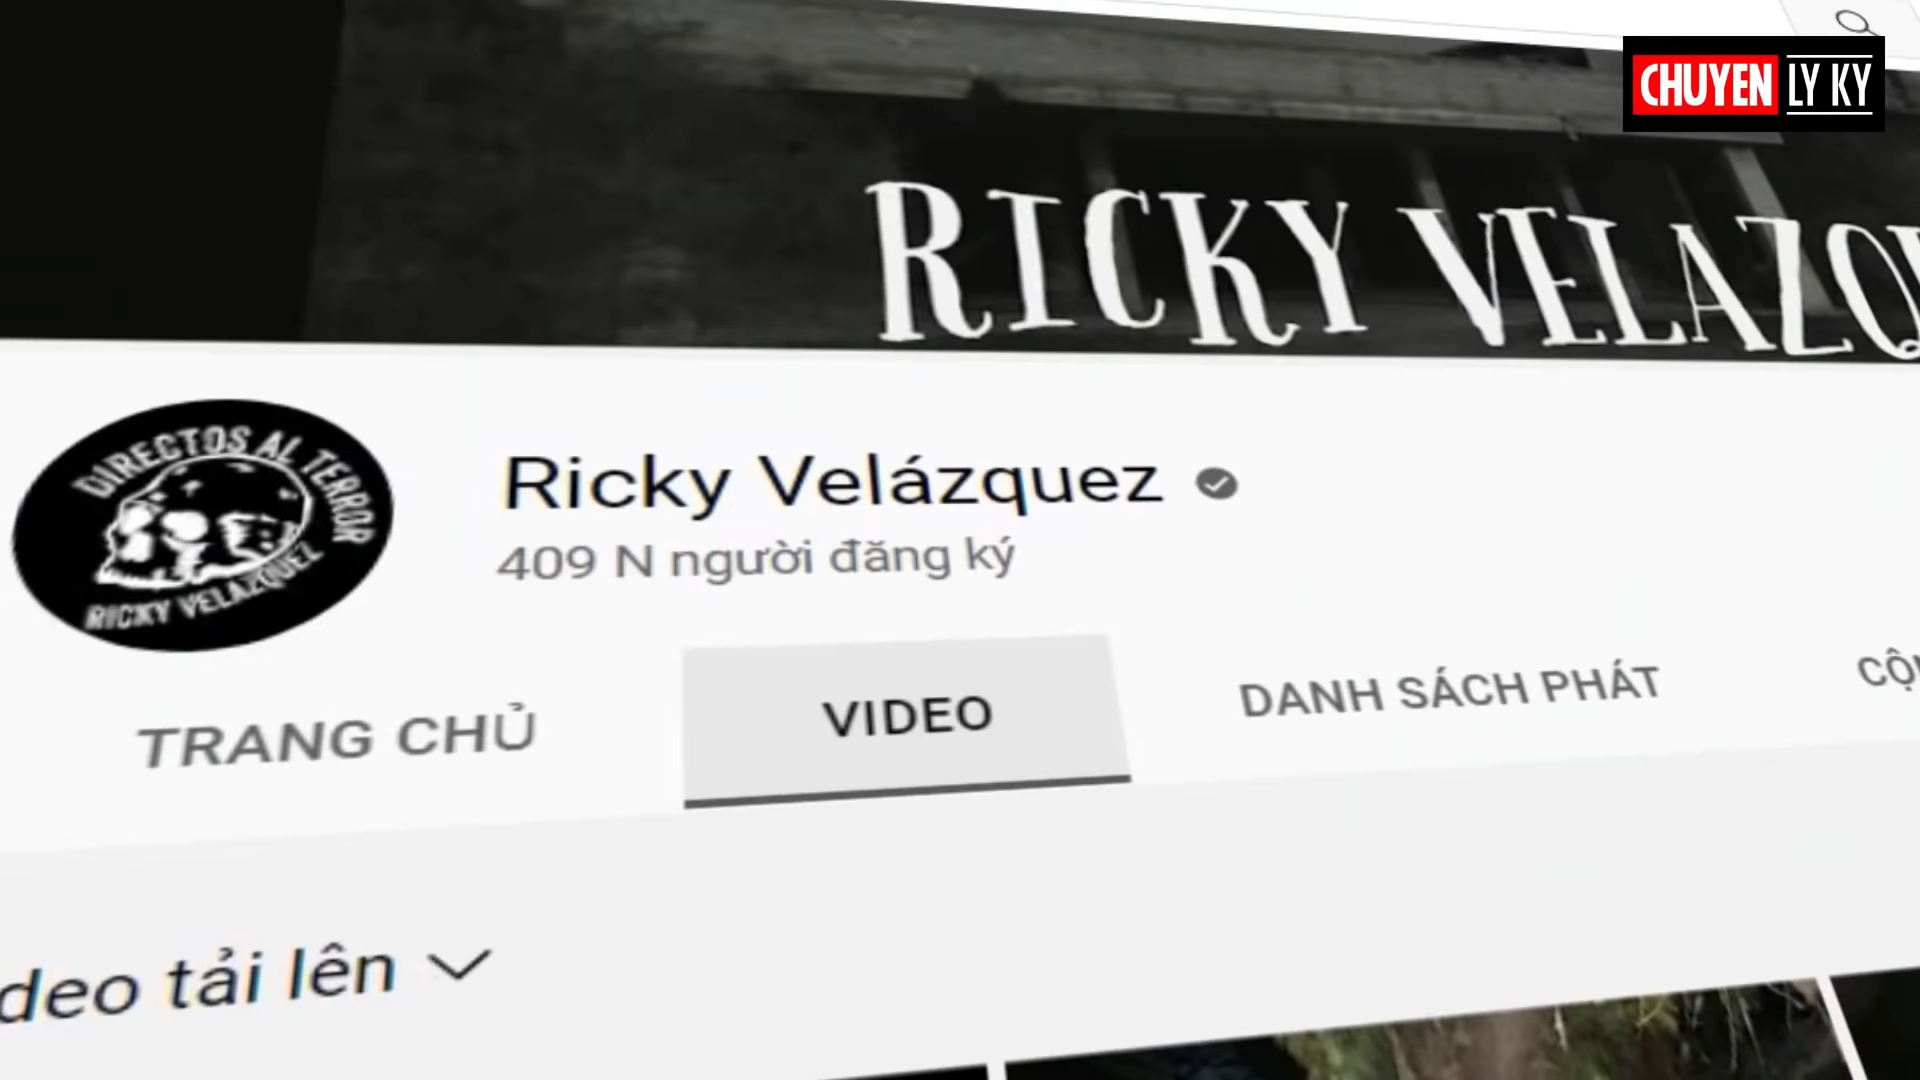 CHUYEN LY KY
RICKY VELAZQ
DIRECTOS AL TERROR
RICKY VELAZQUEZ
Ricky Velázquez
409 N người đăng ký
TRANG CHỦ
VIDEO
DANH SÁCH PHÁT
CỘN
deo tải lên